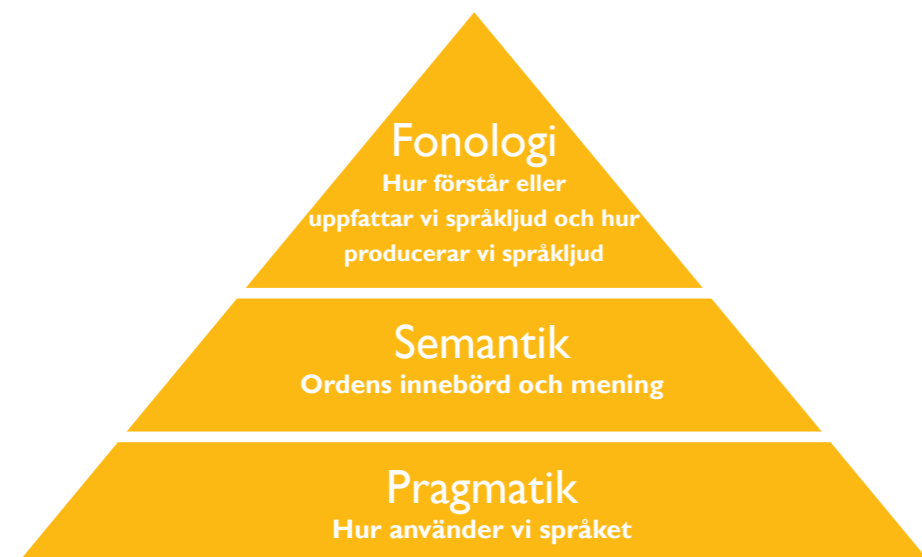 Fonologi
Hur förstår eller
uppfattar vi språkljud och hur
producerar vi språkljud
Semantik
Ordens innebörd och mening
Pragmatik
Hur använder vi språket